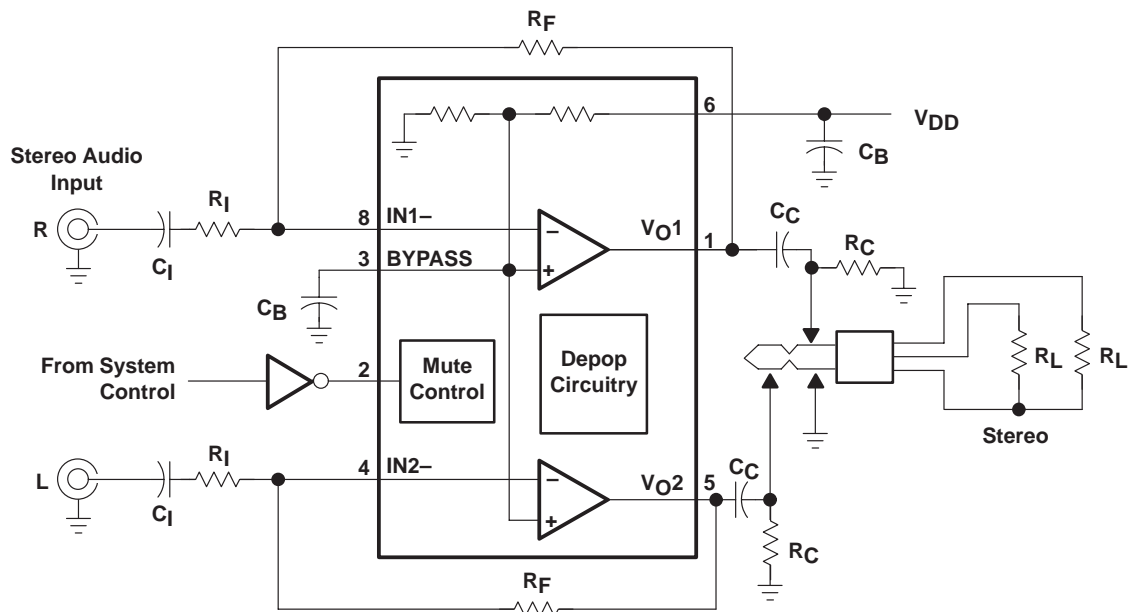 RF
6
VDD
CB
Stereo Audio
Input
R
CI
RI
8
IN1–
VO1
1
CC
RC
3
BYPASS
CB
From System
Control
2
Mute
Control
Depop
Circuitry
RL
RL
Stereo
L
CI
RI
4
IN2–
VO2
5
CC
RC
RF
–
+
–
+